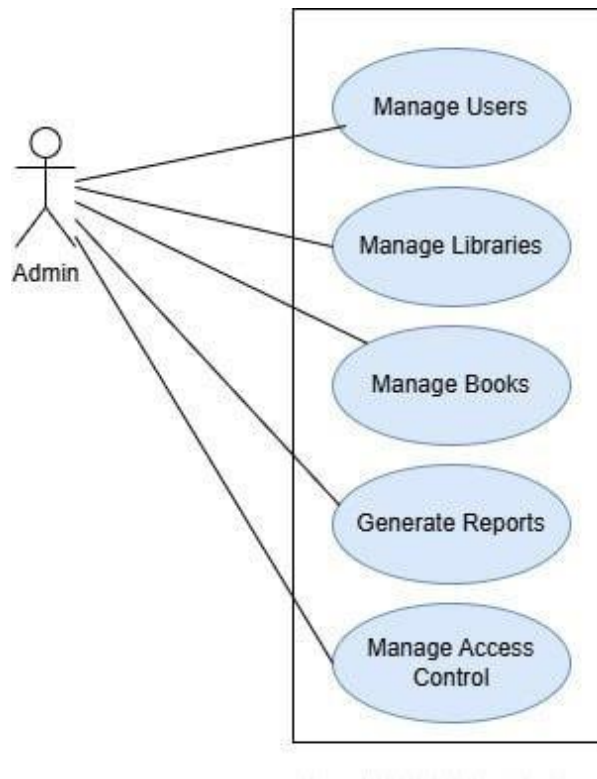 Manage Users
Manage Libraries
Admin
Manage Books
Generate Reports
Manage Access
Control